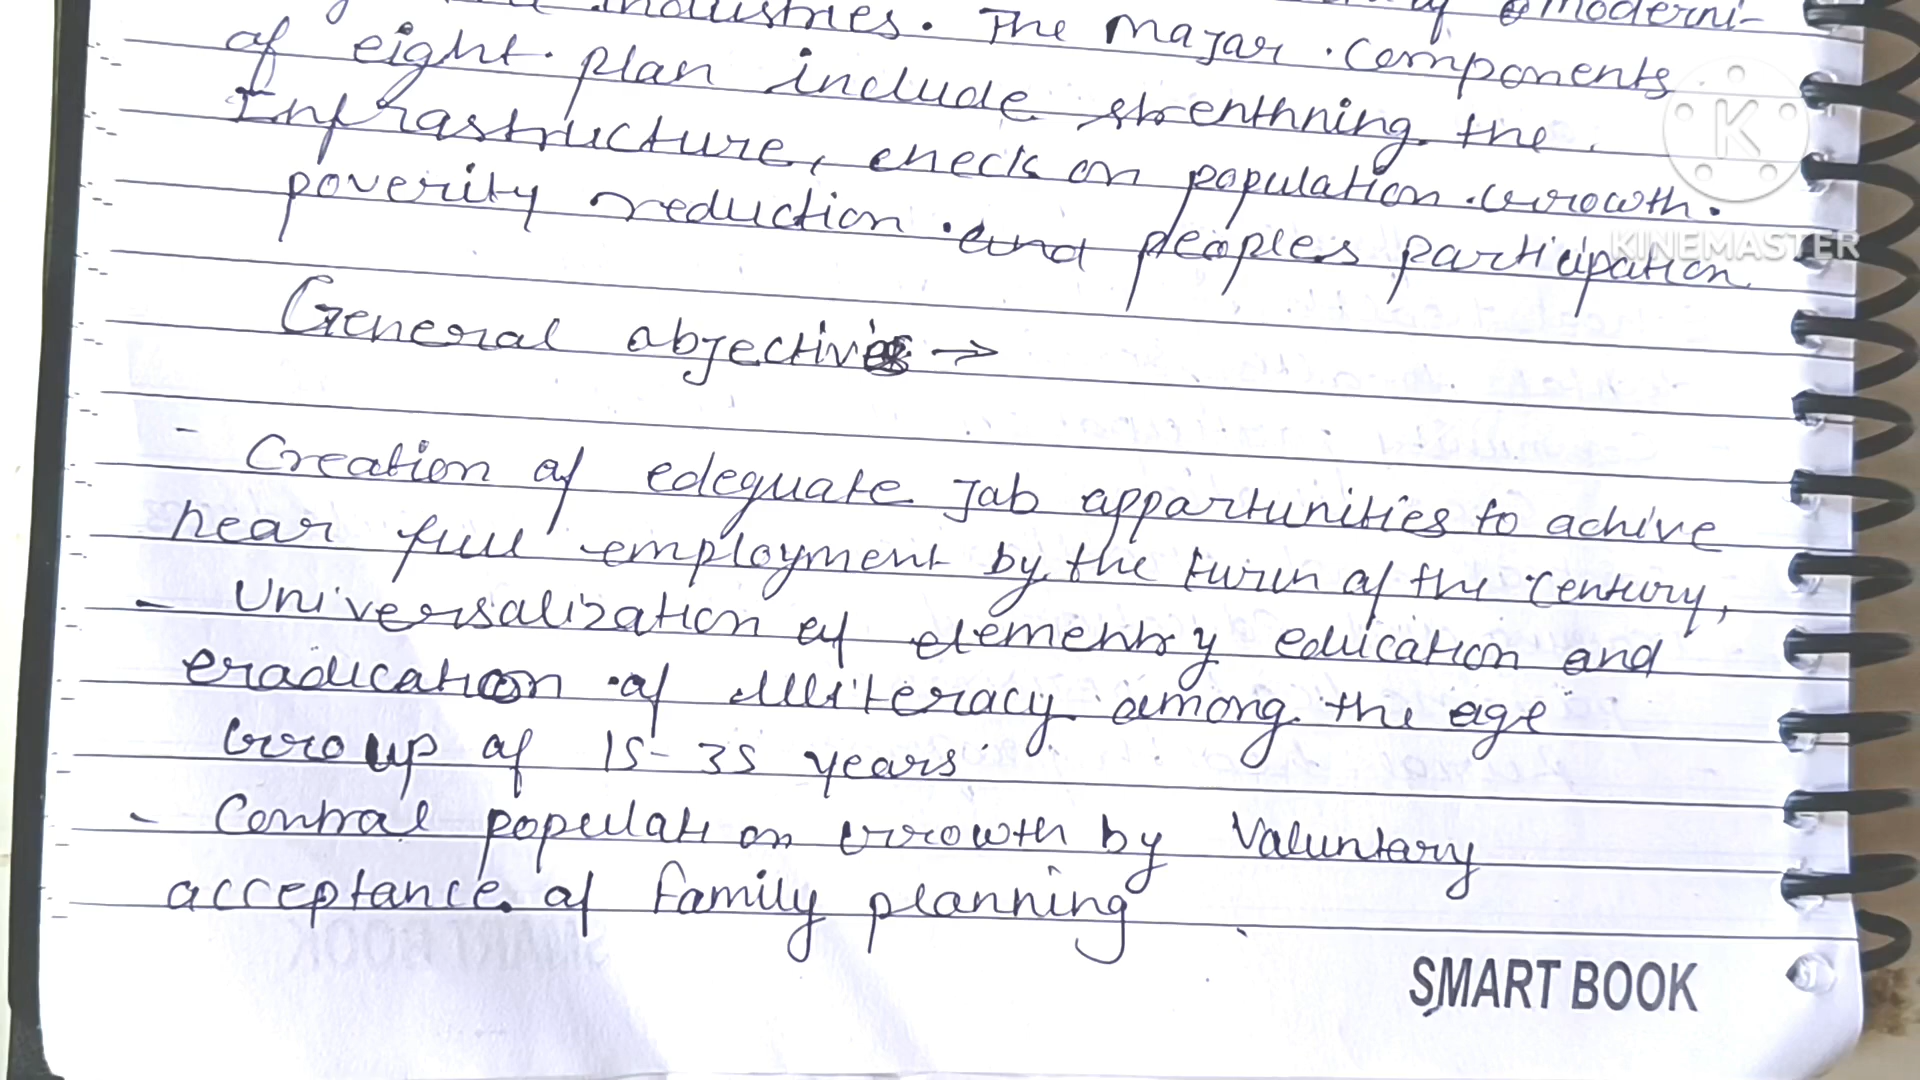 industries. The Majar components
of eight plan include strenthning the
Infrastructure, check on population Growth.
poverity reduction and peoples participation
General abjectives →
- Creation of edequate Jab appartunities to achive
near full employment by the turn of the century,
- Universalization of elementry education and
eradication of illiteracy among the age
Group of 15-35 years
- Contral population Growth by Valuntary
acceptance of family planning
SMART BOOK
K
KINEMASTER